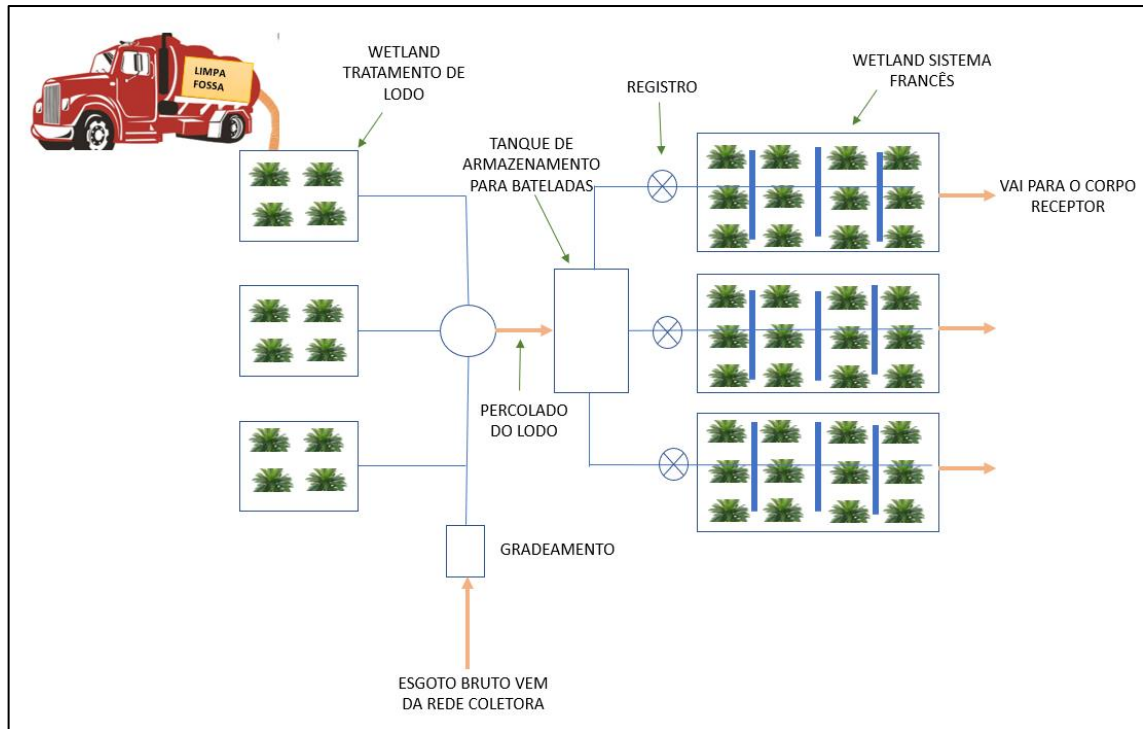 LIMPA
FOSSA
WETLAND
TRATAMENTO DE
LODO
REGISTRO
WETLAND SISTEMA
FRANCÊS
TANQUE DE
ARMAZENAMENTO
PARA BATELADAS
VAI PARA O CORPO
RECEPTOR
PERCOLADO
DO LODO
GRADEAMENTO
ESGOTO BRUTO VEM
DA REDE COLETORA